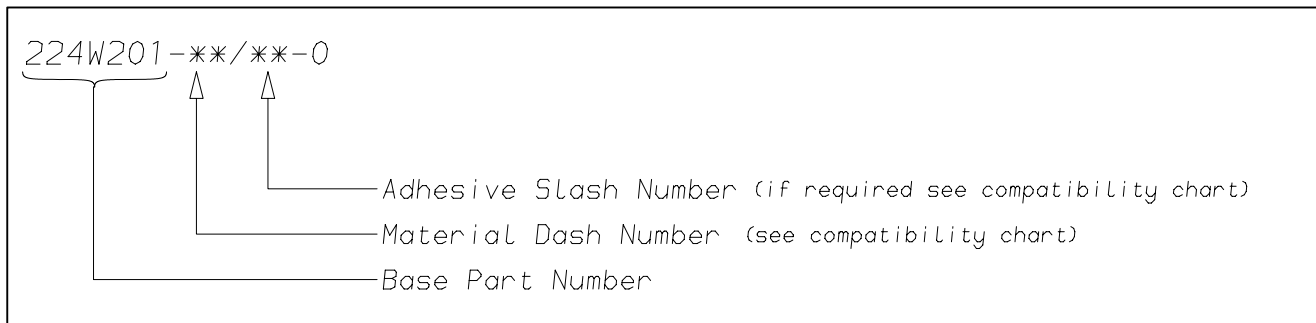 224W201-**/**-0
Adhesive Slash Number (if required see compatibility chart)
Material Dash Number (see compatibility chart)
Base Part Number